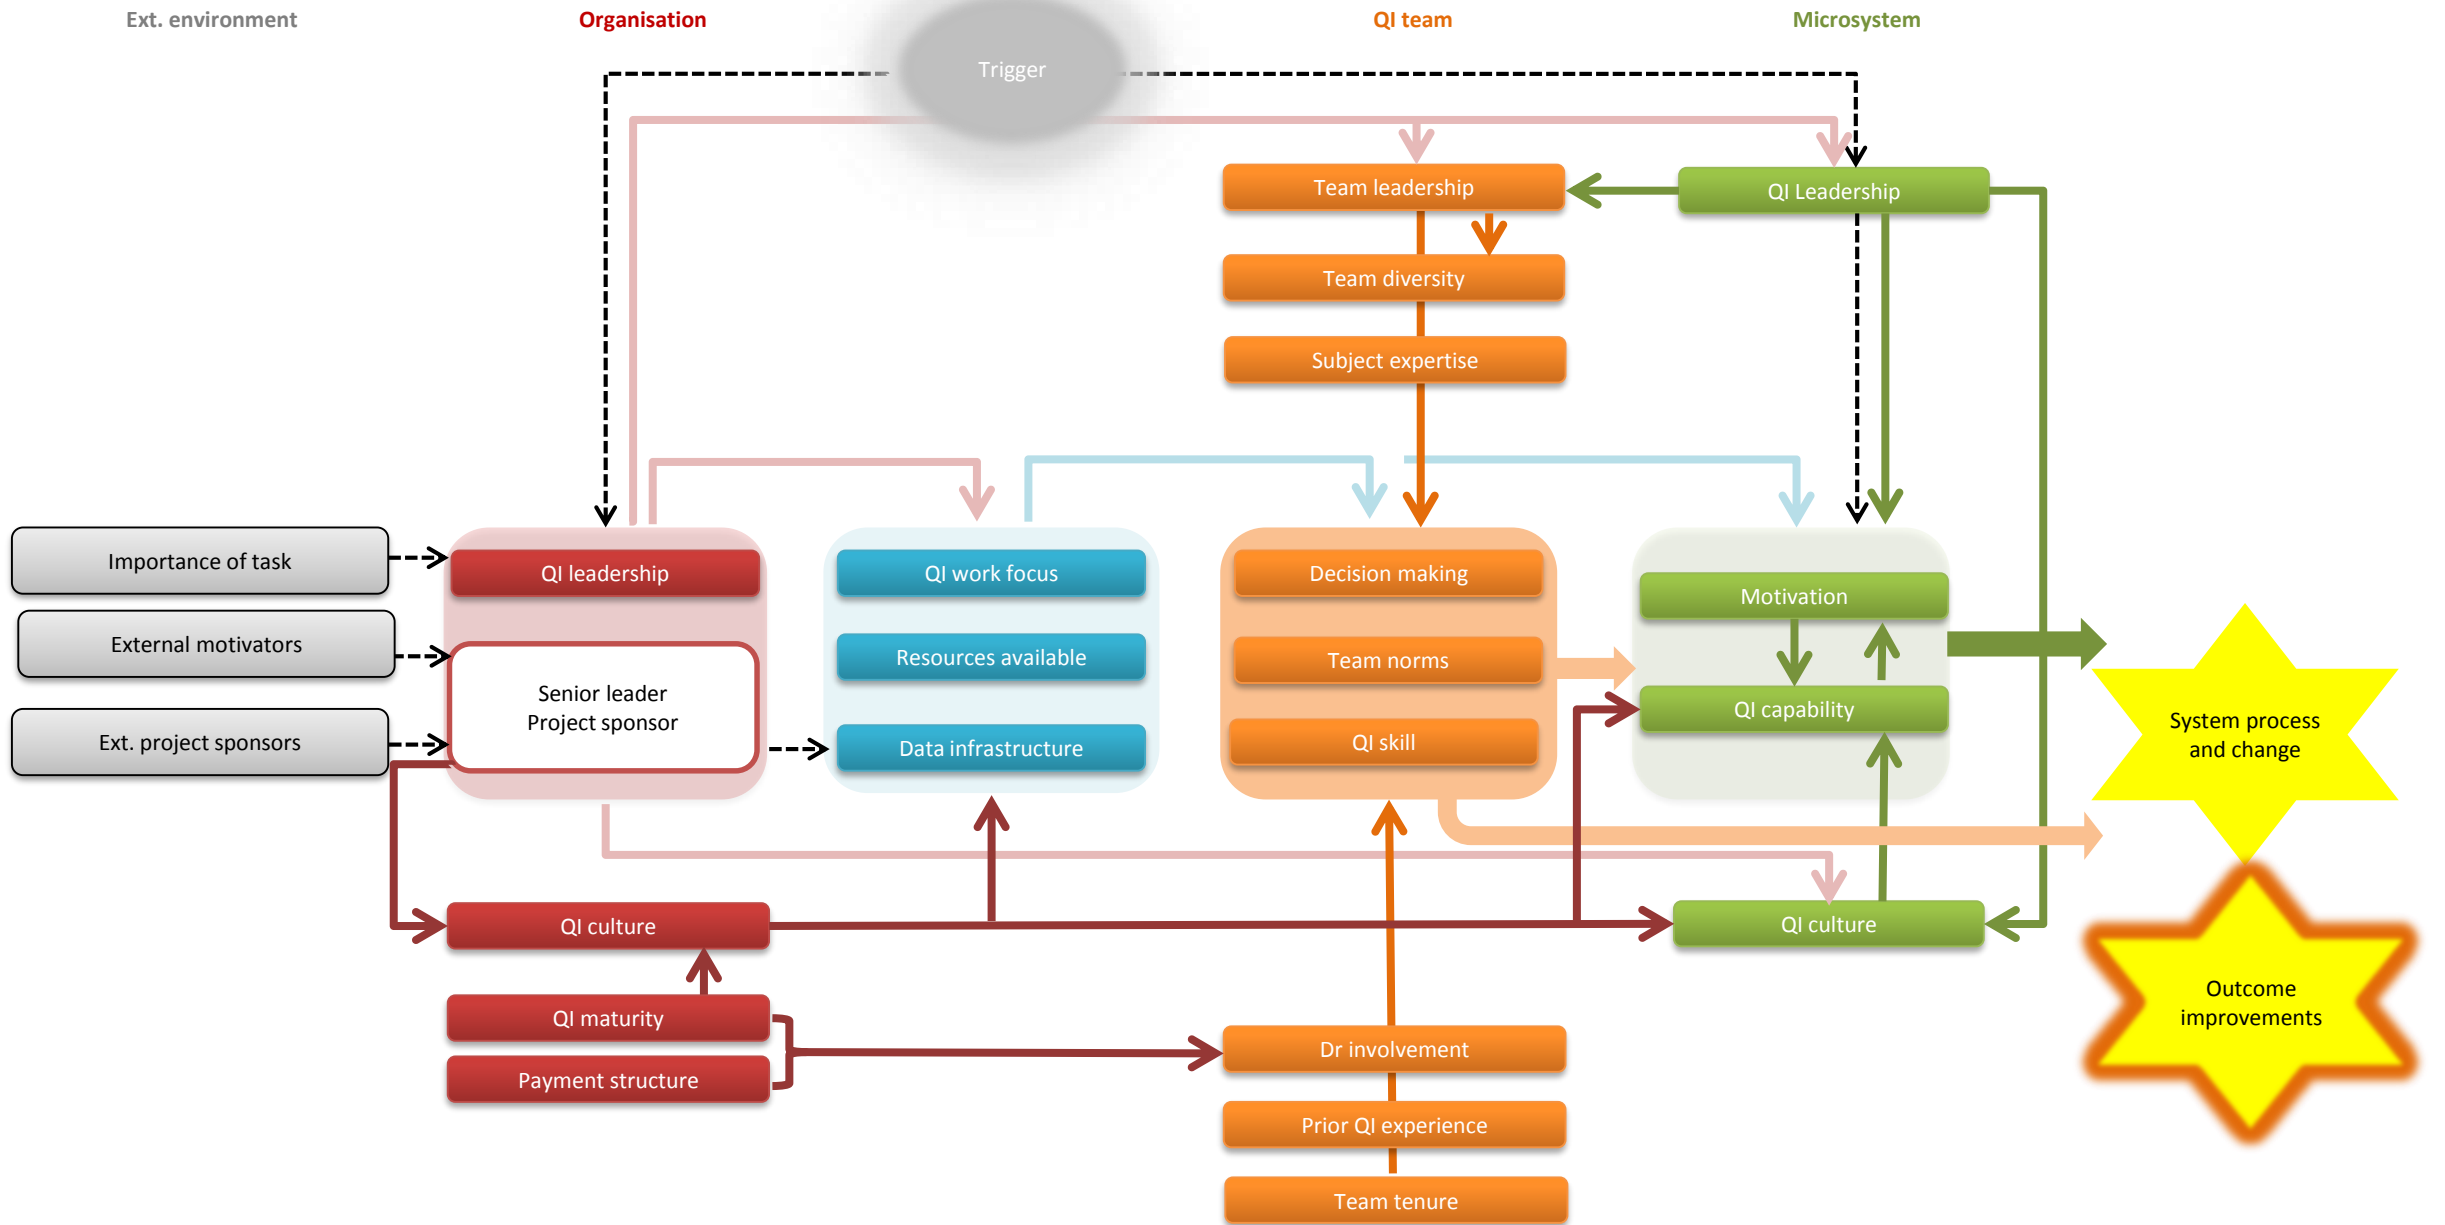 Ext. environment
Organisation
QI team
Microsystem
Trigger
Team leadership
QI Leadership
Team diversity
Subject expertise
Importance of task
QI leadership
QI work focus
Decision making
Motivation
External motivators
Resources available
Team norms
Senior leader
Project sponsor
QI capability
System process
and change
Ext. project sponsors
Data infrastructure
QI skill
QI culture
QI culture
QI maturity
Outcome
improvements
Dr involvement
Payment structure
Prior QI experience
Team tenure